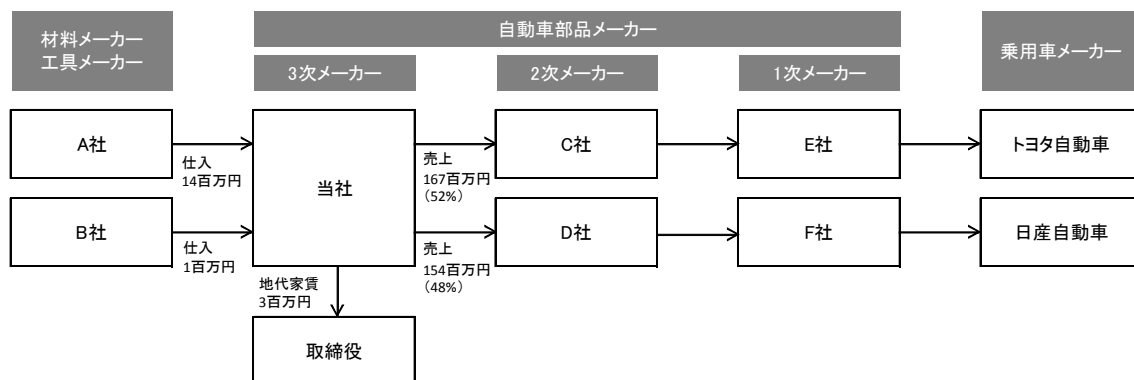 材料メーカー
工具メーカー
自動車部品メーカー
乗用車メーカー
3次メーカー
2次メーカー
1次メーカー
A社
仕入
14百万円
当社
売上
167百万円
(52%)
C社
E社
トヨタ自動車
B社
仕入
1百万円
売上
154百万円
(48%)
D社
F社
日産自動車
地代家賃
3百万円
取締役